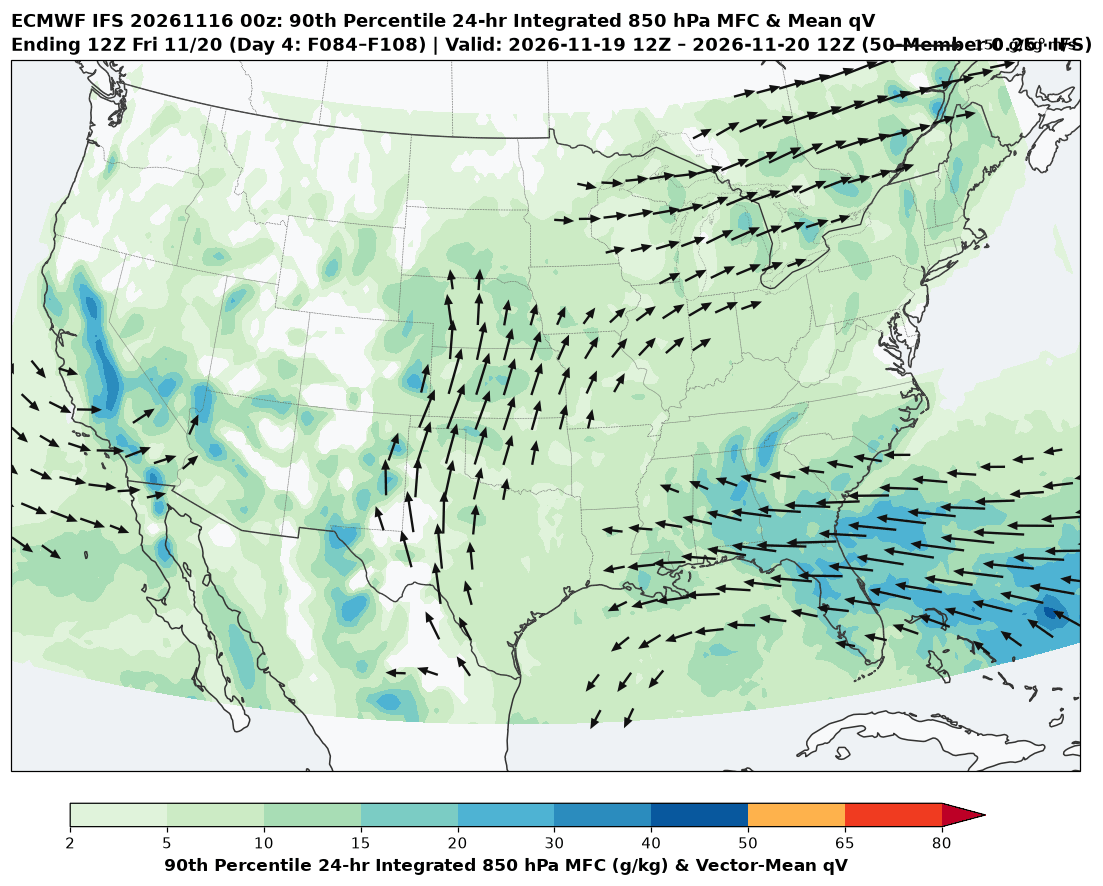 ECMWF IFS 20261116 00z: 90th Percentile 24-hr Integrated 850 hPa MFC & Mean qV
Ending 12Z Fri 11/20 (Day 4: F084–F108) | Valid: 2026-11-19 12Z – 2026-11-20 12Z (50-Member 0.25° IFS)
2 5 10 15 20 30 40 50 65 80
90th Percentile 24-hr Integrated 850 hPa MFC (g/kg) & Vector-Mean qV